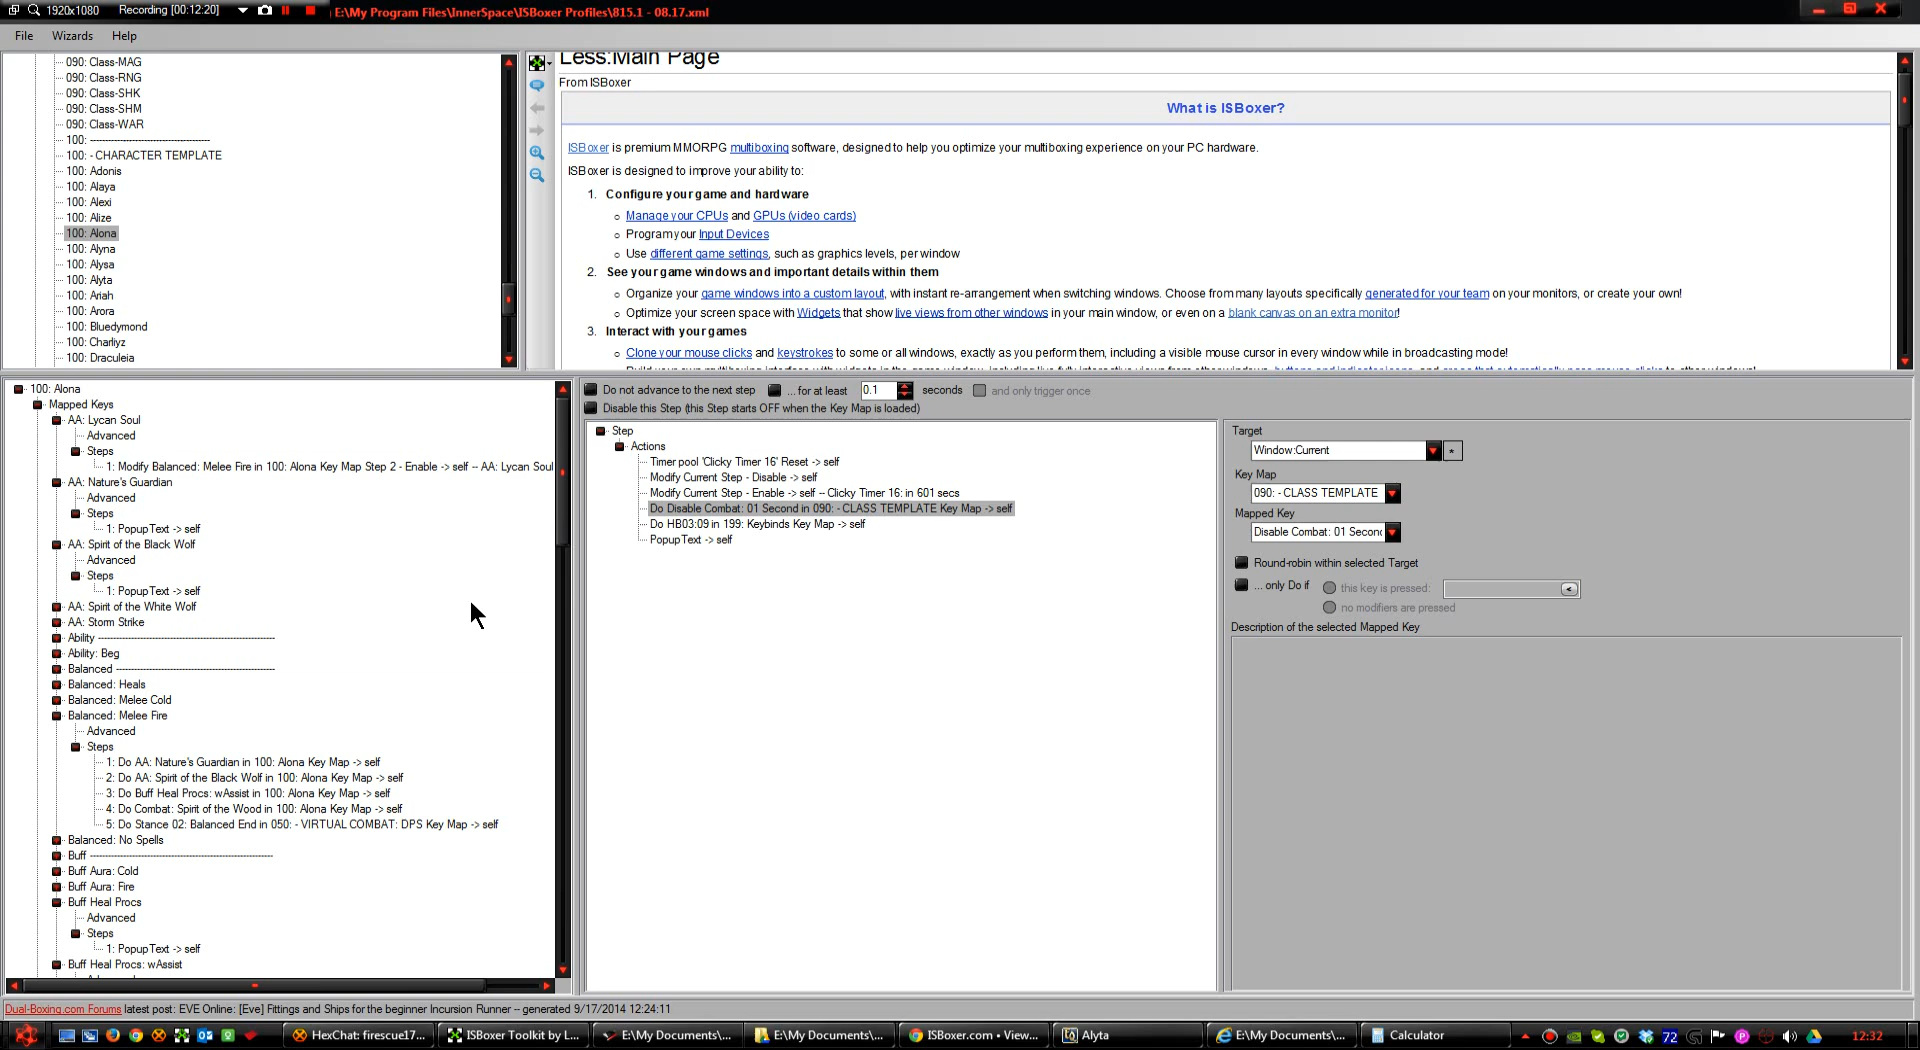 1920x1080 Recording [00:12:20] E:\My Program Files\InnerSpace\ISBoxer Profiles\815.1 - 08.17.xml
File Wizards Help
090: Class-MAG
090: Class-RNG
090: Class-SHK
090: Class-SHM
090: Class-WAR
100: ----------------------------------------
100: - CHARACTER TEMPLATE
100: Adonis
100: Alaya
100: Alexi
100: Alize
100: Alona
100: Alyna
100: Alysa
100: Alyta
100: Ariah
100: Arora
100: Bluedymond
100: Charliyz
100: Draculeia
Less:Main Page
From ISBoxer
What is ISBoxer?
ISBoxer is premium MMORPG multiboxing software, designed to help you optimize your multiboxing experience on your PC hardware.
ISBoxer is designed to improve your ability to:
1. Configure your game and hardware
Manage your CPUs and GPUs (video cards)
Program your Input Devices
Use different game settings, such as graphics levels, per window
2. See your game windows and important details within them
Organize your game windows into a custom layout, with instant re-arrangement when switching windows. Choose from many layouts specifically generated for your team on your monitors, or create your own!
Optimize your screen space with Widgets that show live views from other windows in your main window, or even on a blank canvas on an extra monitor!
3. Interact with your games
Clone your mouse clicks and keystrokes to some or all windows, exactly as you perform them, including a visible mouse cursor in every window while in broadcasting mode!
100: Alona
Mapped Keys
AA: Lycan Soul
Advanced
Steps
1: Modify Balanced: Melee Fire in 100: Alona Key Map Step 2 - Enable -> self -- AA: Lycan Soul
AA: Nature's Guardian
Advanced
Steps
1: PopupText -> self
AA: Spirit of the Black Wolf
Advanced
Steps
1: PopupText -> self
AA: Spirit of the White Wolf
AA: Storm Strike
Ability ----------------------------------------
Ability: Beg
Balanced ----------------------------------------
Balanced: Heals
Balanced: Melee Cold
Balanced: Melee Fire
Advanced
Steps
1: Do AA: Nature's Guardian in 100: Alona Key Map -> self
2: Do AA: Spirit of the Black Wolf in 100: Alona Key Map -> self
3: Do Buff Heal Procs: wAssist in 100: Alona Key Map -> self
4: Do Combat: Spirit of the Wood in 100: Alona Key Map -> self
5: Do Stance 02: Balanced End in 050: - VIRTUAL COMBAT: DPS Key Map -> self
Balanced: No Spells
Buff ----------------------------------------
Buff Aura: Cold
Buff Aura: Fire
Buff Heal Procs
Advanced
Steps
1: PopupText -> self
Buff Heal Procs: wAssist
Do not advance to the next step ... for at least 0.1 seconds and only trigger once
Disable this Step (this Step starts OFF when the Key Map is loaded)
Step
Actions
Timer pool 'Clicky Timer 16' Reset -> self
Modify Current Step - Disable -> self
Modify Current Step - Enable -> self -- Clicky Timer 16: in 601 secs
Do Disable Combat: 01 Second in 090: - CLASS TEMPLATE Key Map -> self
Do HB03:09 in 199: Keybinds Key Map -> self
PopupText -> self
Target
Window:Current *
Key Map
090: - CLASS TEMPLATE
Mapped Key
Disable Combat: 01 Second
Round-robin within selected Target
... only Do if this key is pressed: <
no modifiers are pressed
Description of the selected Mapped Key
Dual-Boxing.com Forums latest post: EVE Online: [Eve] Fittings and Ships for the beginner Incursion Runner -- generated 9/17/2014 12:24:11
HexChat: firescue17... ISBoxer Toolkit by L... E:\My Documents\... E:\My Documents\... ISBoxer.com • View... Alyta E:\My Documents\... Calculator 72 12:32